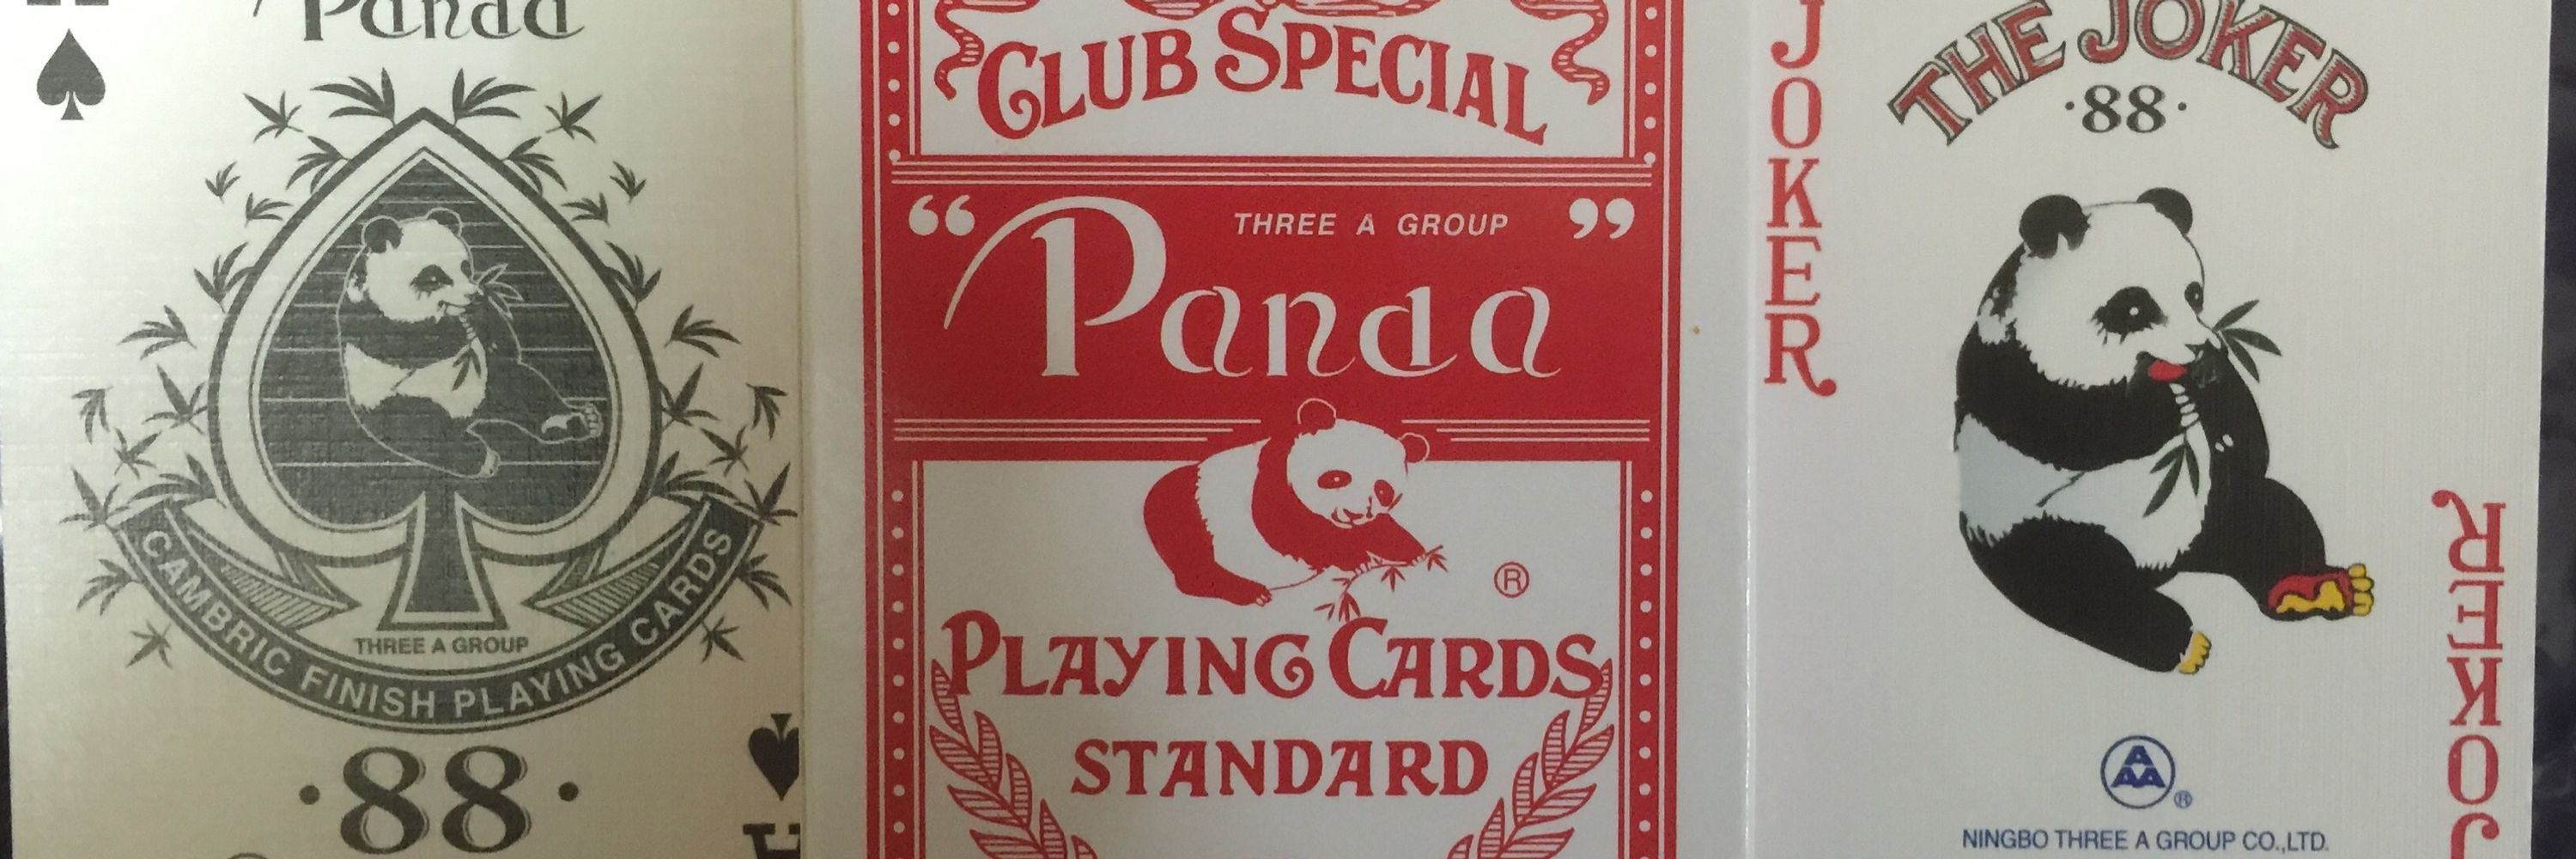 Panda
CAMBRIC FINISH PLAYING CARDS
THREE A GROUP
·88·
CLUB SPECIAL
“Panda”
THREE A GROUP
®
PLAYING CARDS
STANDARD
JOKER
THE JOKER
·88·
AAA
®
NINGBO THREE A GROUP CO.,LTD.
JOKER